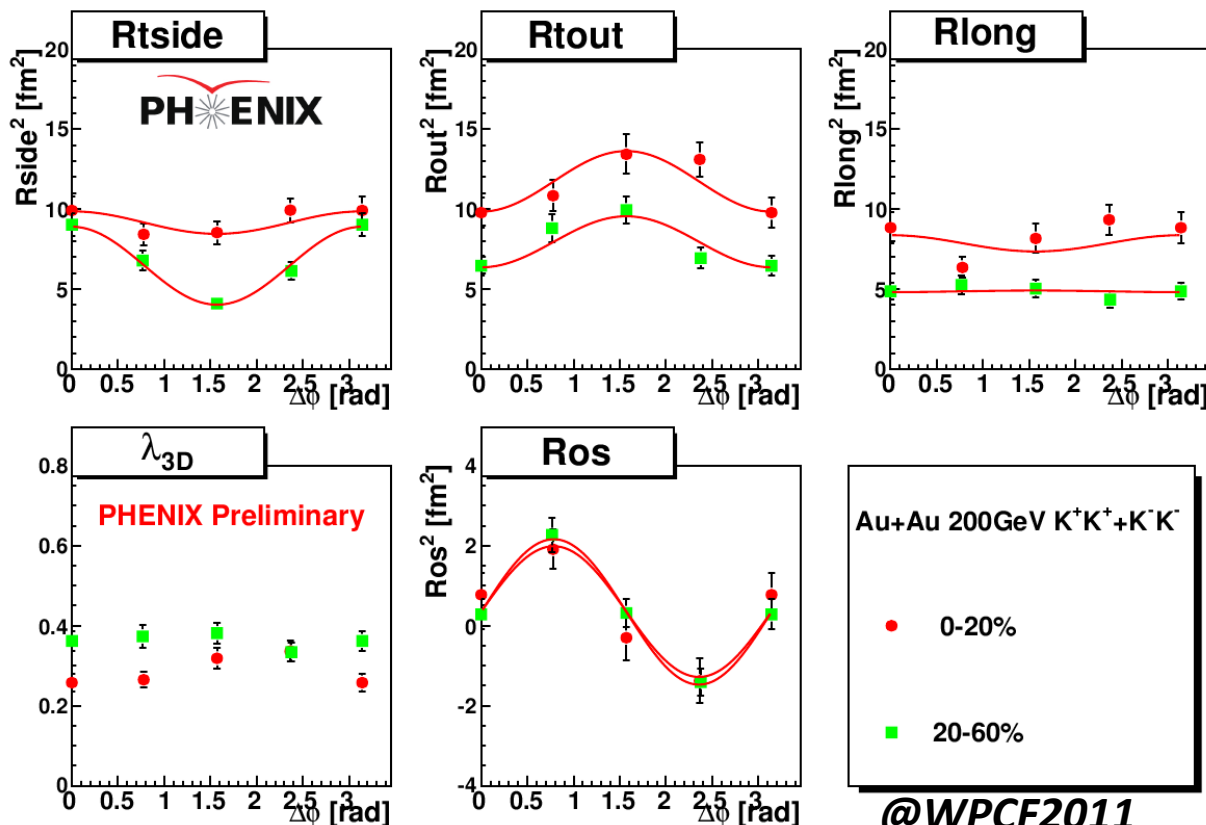 Rtside
Rtout
Rlong
Rside² [fm²]
20
15
10
5
0
PHENIX
0 0.5 1 1.5 2 2.5 3
Δϕ [rad]
Rout² [fm²]
20
15
10
5
0
0 0.5 1 1.5 2 2.5 3
Δϕ [rad]
Rlong² [fm²]
20
15
10
5
0
0 0.5 1 1.5 2 2.5 3
Δϕ [rad]
λ3D
Ros
0.8
0.6
0.4
0.2
0
PHENIX Preliminary
0 0.5 1 1.5 2 2.5 3
Δϕ [rad]
Ros² [fm²]
4
2
0
-2
-4
0 0.5 1 1.5 2 2.5 3
Δϕ [rad]
Au+Au 200GeV K⁺K⁺+K⁻K⁻
0-20%
20-60%
@WPCF2011